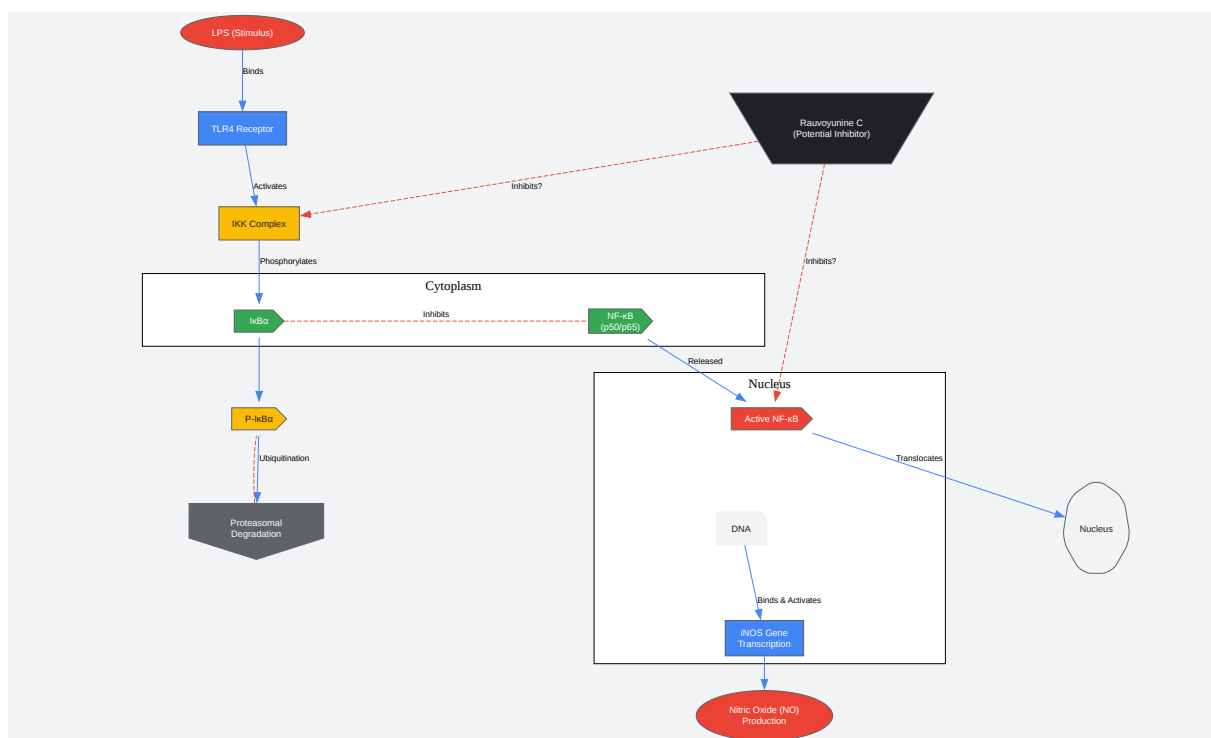 LPS (Stimulus)
Binds
TLR4 Receptor
Rauvoyunine C
(Potential Inhibitor)
Activates
Inhibits?
IKK Complex
Phosphorylates
Inhibits?
Cytoplasm
IκBα
Inhibits
NF-κB
(p50/p65)
Released
Nucleus
P-IκBα
Active NF-κB
Ubiquitination
Translocates
Proteasomal
Degradation
DNA
Nucleus
Binds & Activates
iNOS Gene
Transcription
Nitric Oxide (NO)
Production